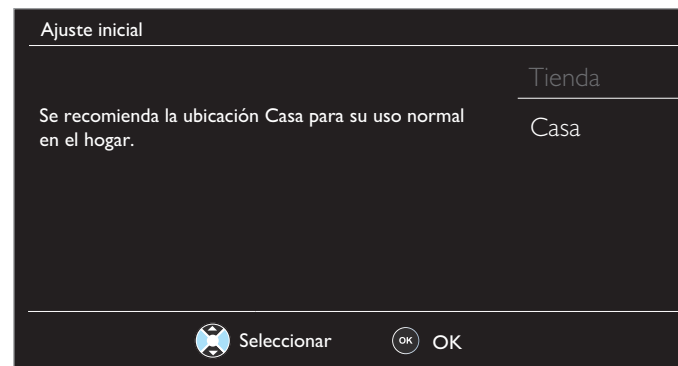 Ajuste inicial
Tienda
Se recomienda la ubicación Casa para su uso normal
en el hogar.
Casa
Seleccionar OK OK